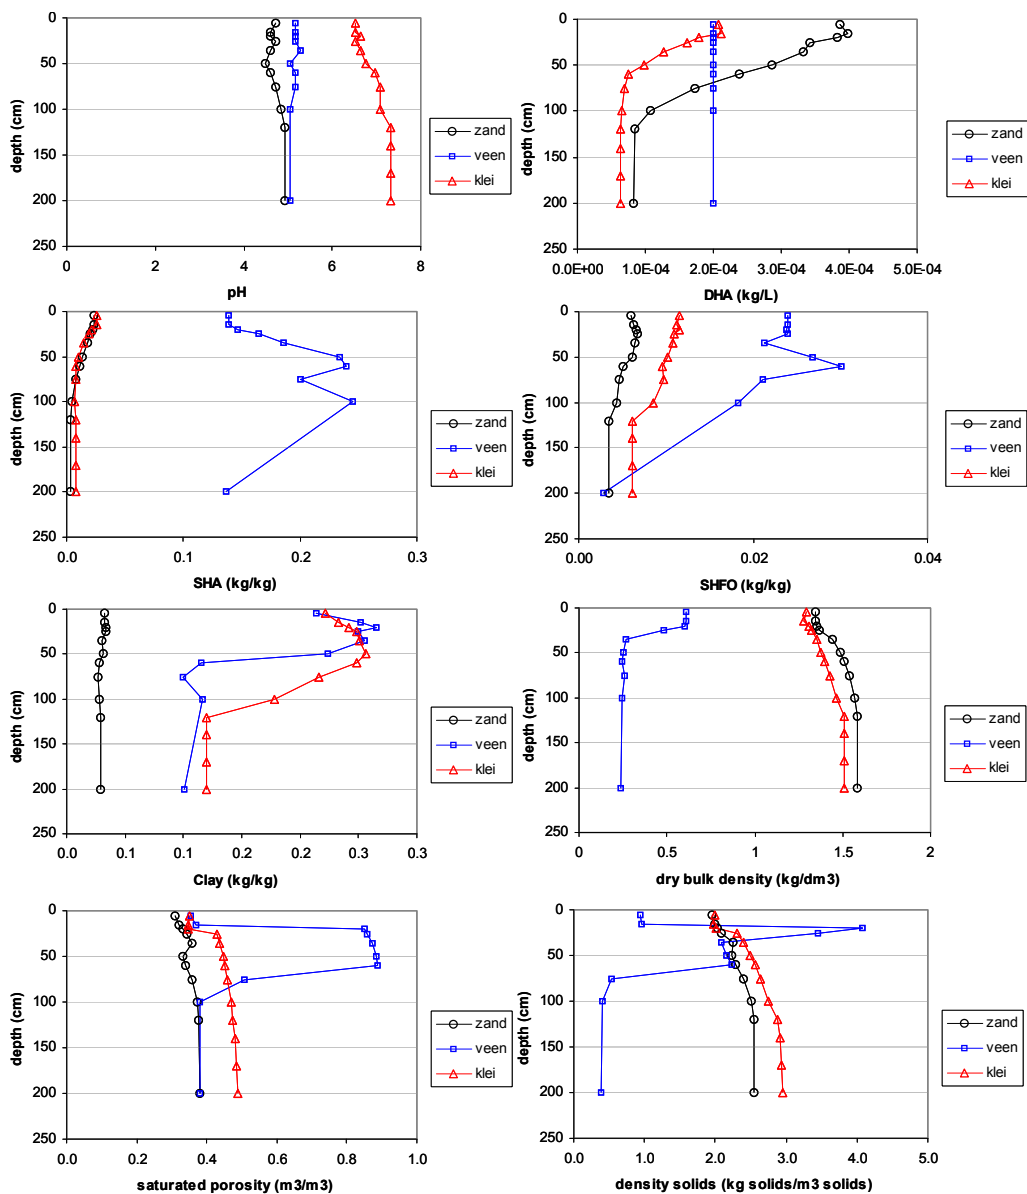 0
50
100
150
200
250
depth (cm)
0 2 4 6 8
pH
zand
veen
klei
0
50
100
150
200
250
depth (cm)
0.0E+00 1.0E-04 2.0E-04 3.0E-04 4.0E-04 5.0E-04
DHA (kg/L)
zand
veen
klei
0
50
100
150
200
250
depth (cm)
0.0 0.1 0.2 0.3
SHA (kg/kg)
zand
veen
klei
0
50
100
150
200
250
depth (cm)
0.00 0.02 0.04
SHFO (kg/kg)
zand
veen
klei
0
50
100
150
200
250
depth (cm)
0.0 0.1 0.1 0.2 0.2 0.3 0.3
Clay (kg/kg)
zand
veen
klei
0
50
100
150
200
250
depth (cm)
0 0.5 1 1.5 2
dry bulk density (kg/dm3)
zand
veen
klei
0
50
100
150
200
250
depth (cm)
0.0 0.2 0.4 0.6 0.8 1.0
saturated porosity (m3/m3)
zand
veen
klei
0
50
100
150
200
250
depth (cm)
0.0 1.0 2.0 3.0 4.0 5.0
density solids (kg solids/m3 solids)
zand
veen
klei